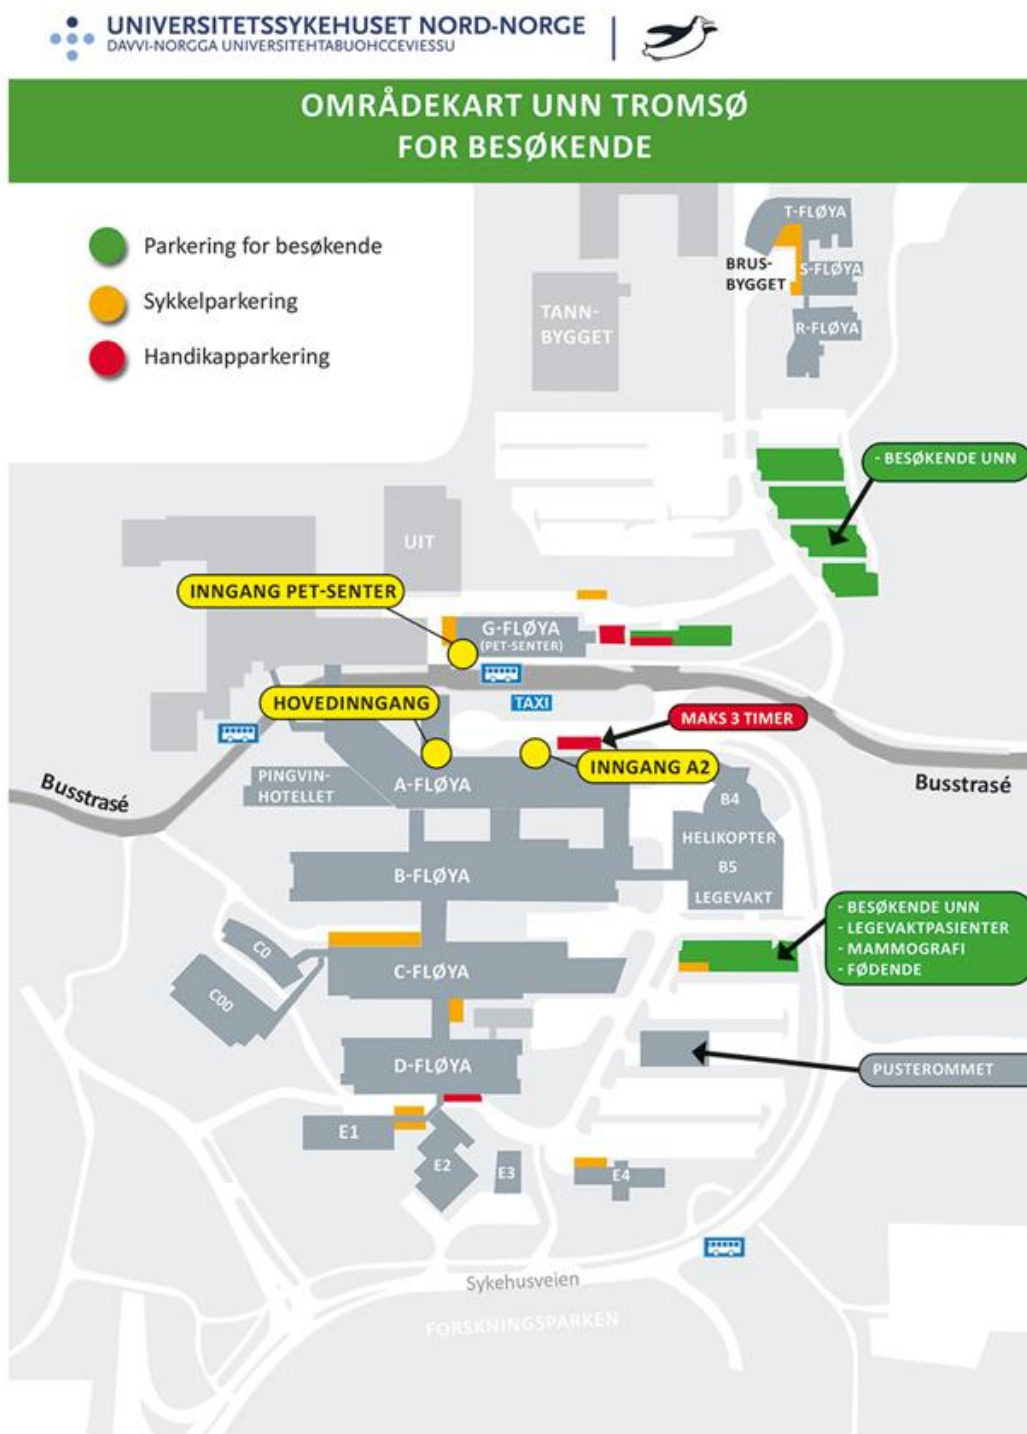 UNIVERSITETSSYKEHUSET NORD-NORGE
DAVVI-NORGGA UNIVERSITEHTABUOHCCEVIESSU
OMRÅDEKART UNN TROMSØ
FOR BESØKENDE
Parkering for besøkende
Sykkelparkering
Handikapparkering
T-FLØYA
BRUS-
BYGGET
S-FLØYA
R-FLØYA
TANN-
BYGGET
- BESØKENDE UNN
UIT
INNGANG PET-SENTER
G-FLØYA
(PET-SENTER)
HOVEDINNGANG
TAXI
MAKS 3 TIMER
INNGANG A2
Busstrasé
Busstrasé
PINGVIN-
HOTELLET
A-FLØYA
B4
HELIKOPTER
B5
LEGEVAKT
B-FLØYA
- BESØKENDE UNN
- LEGEVAKTPASIENTER
- MAMMOGRAFI
- FØDENDE
C0
C00
C-FLØYA
D-FLØYA
PUSTEROMMET
E1
E2
E3
E4
Sykehusveien
FORSKNINGSPARKEN